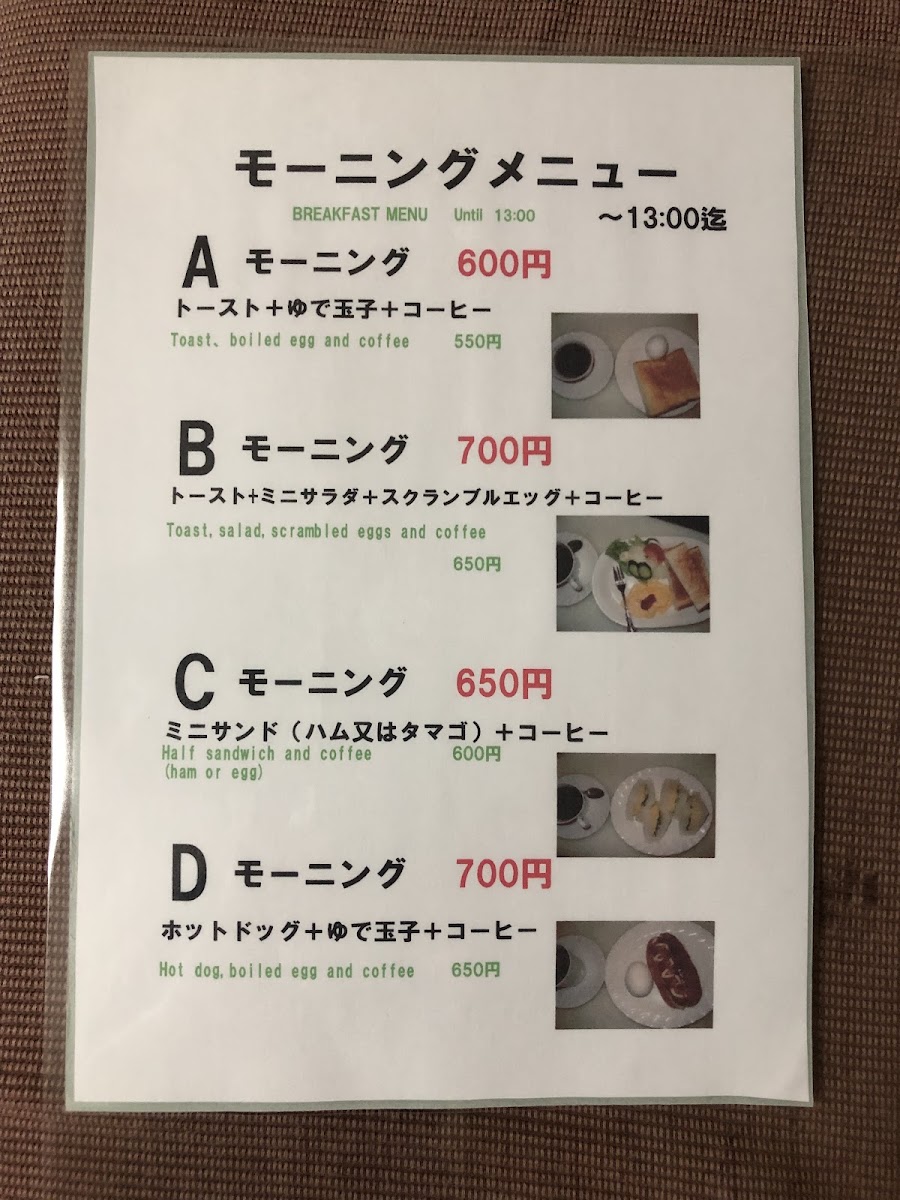 モーニングメニュー
BREAKFAST MENU Until 13:00 ～13:00迄
A モーニング 600円
トースト＋ゆで玉子＋コーヒー
Toast、boiled egg and coffee 550円
B モーニング 700円
トースト+ミニサラダ＋スクランブルエッグ＋コーヒー
Toast,salad,scrambled eggs and coffee
650円
C モーニング 650円
ミニサンド（ハム又はタマゴ）＋コーヒー
Half sandwich and coffee 600円
(ham or egg)
D モーニング 700円
ホットドッグ＋ゆで玉子＋コーヒー
Hot dog,boiled egg and coffee 650円